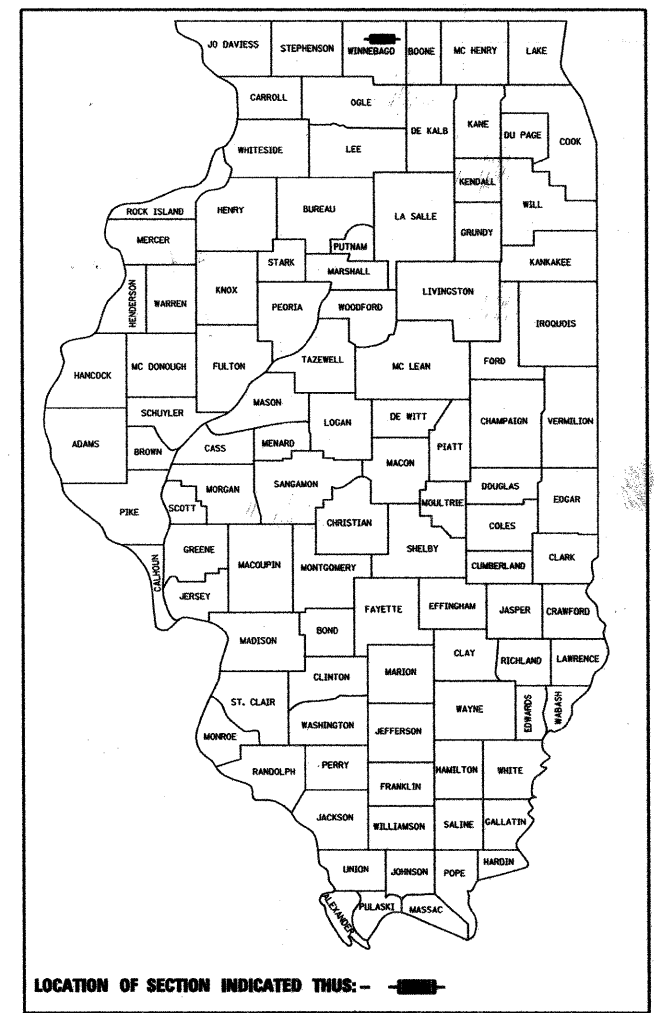 JO DAVIESS STEPHENSON WINNEBAGO BOONE MC HENRY LAKE
CARROLL OGLE DE KALB KANE DU PAGE COOK
WHITESIDE LEE
KENDALL WILL
ROCK ISLAND HENRY BUREAU LA SALLE GRUNDY
MERCER PUTNAM
STARK MARSHALL KANKAKEE
HENDERSON WARREN KNOX PEORIA WOODFORD LIVINGSTON IROQUOIS
HANCOCK MC DONOUGH FULTON TAZEWELL MC LEAN FORD
MASON
SCHUYLER LOGAN DE WITT CHAMPAIGN VERMILION
ADAMS BROWN CASS MENARD PIATT
MACON
MORGAN SANGAMON DOUGLAS EDGAR
PIKE SCOTT CHRISTIAN MOULTRIE COLES
GREENE MACOUPIN MONTGOMERY SHELBY CUMBERLAND CLARK
CALHOUN JERSEY FAYETTE EFFINGHAM JASPER CRAWFORD
MADISON BOND CLAY RICHLAND LAWRENCE
CLINTON MARION
ST. CLAIR WAYNE EDWARDS WABASH
MONROE WASHINGTON JEFFERSON
RANDOLPH PERRY HAMILTON WHITE
FRANKLIN
JACKSON WILLIAMSON SALINE GALLATIN
UNION JOHNSON POPE HARDIN
ALEXANDER PULASKI MASSAC
LOCATION OF SECTION INDICATED THUS:-